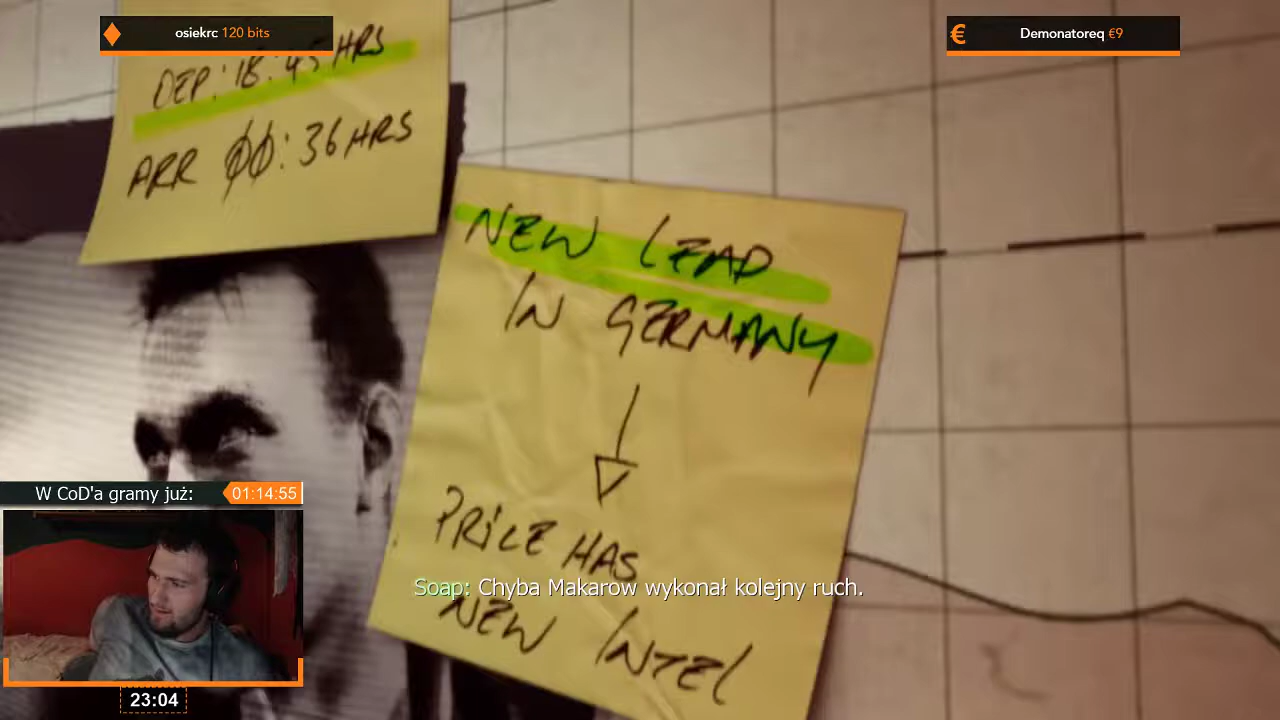 osiekrc 120 bits
€ Demonatoreq €9
DEP: 18:45 HRS
ARR 00:36 HRS
NEW LEAD
IN GERMANY
PRICE HAS
NEW INTEL
W CoD'a gramy już: 01:14:55
Soap: Chyba Makarow wykonał kolejny ruch.
23:04